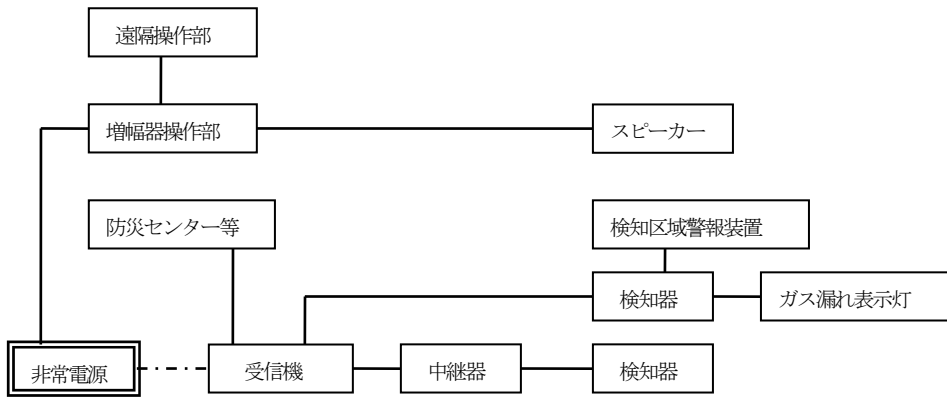 遠隔操作部
増幅器操作部
スピーカー
防災センター等
検知区域警報装置
検知器
ガス漏れ表示灯
非常電源
受信機
中継器
検知器